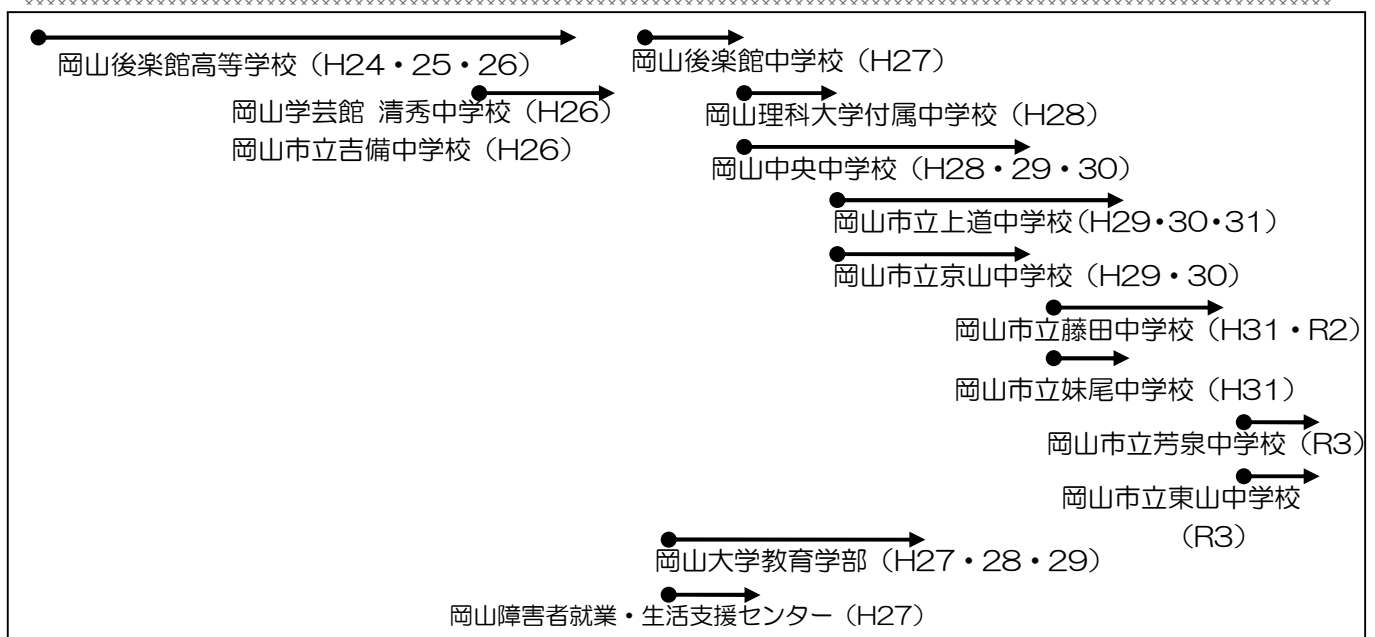 岡山後楽館高等学校（H24・25・26）
岡山後楽館中学校（H27）
岡山学芸館 清秀中学校（H26）
岡山理科大学付属中学校（H28）
岡山市立吉備中学校（H26）
岡山中央中学校（H28・29・30）
岡山市立上道中学校（H29・30・31）
岡山市立京山中学校（H29・30）
岡山市立藤田中学校（H31・R2）
岡山市立妹尾中学校（H31）
岡山市立芳泉中学校（R3）
岡山市立東山中学校
（R3）
岡山大学教育学部（H27・28・29）
岡山障害者就業・生活支援センター（H27）